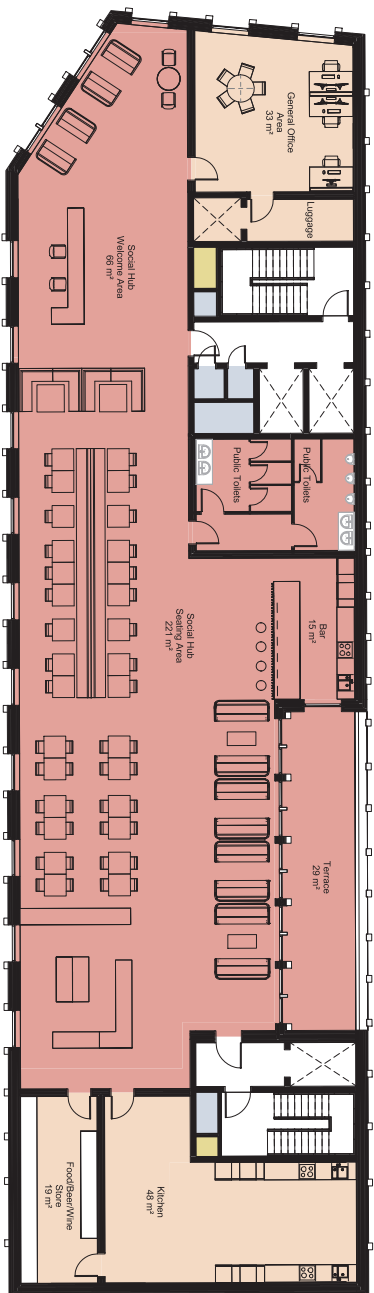 General Office
Area
33 m²
Luggage
Social Hub
Welcome Area
66 m²
Public Toilets
Public Toilets
Bar
15 m²
Social Hub
Seating Area
221 m²
Terrace
29 m²
Kitchen
48 m²
Food/Beer/Wine
Store
19 m²